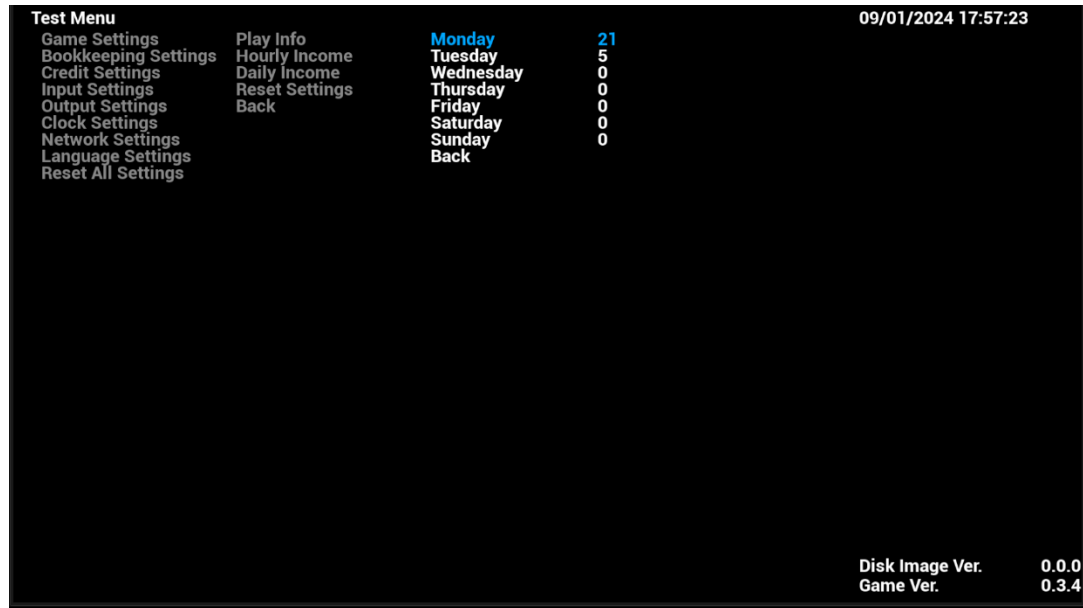 Test Menu 09/01/2024 17:57:23
Game Settings Play Info Monday 21
Bookkeeping Settings Hourly Income Tuesday 5
Credit Settings Daily Income Wednesday 0
Input Settings Reset Settings Thursday 0
Output Settings Back Friday 0
Clock Settings Saturday 0
Network Settings Sunday 0
Language Settings Back
Reset All Settings
Disk Image Ver. 0.0.0
Game Ver. 0.3.4